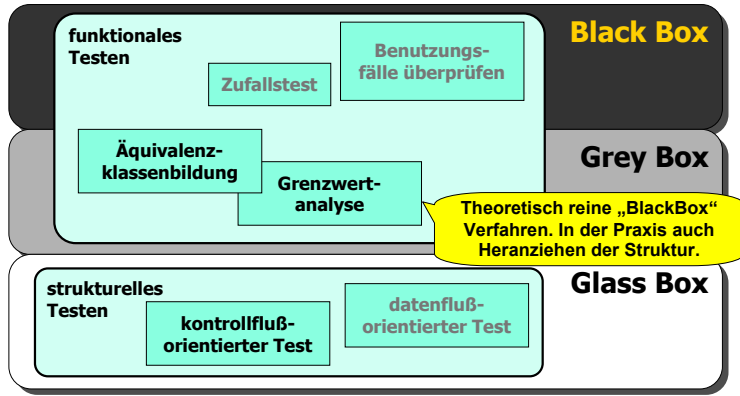 funktionales
Testen
Black Box
Benutzungs-
fälle überprüfen
Zufallstest
Äquivalenz-
klassenbildung
Grey Box
Grenzwert-
analyse
Theoretisch reine „BlackBox“
Verfahren. In der Praxis auch
Heranziehen der Struktur.
Glass Box
strukturelles
Testen
datenfluß-
orientierter Test
kontrollfluß-
orientierter Test